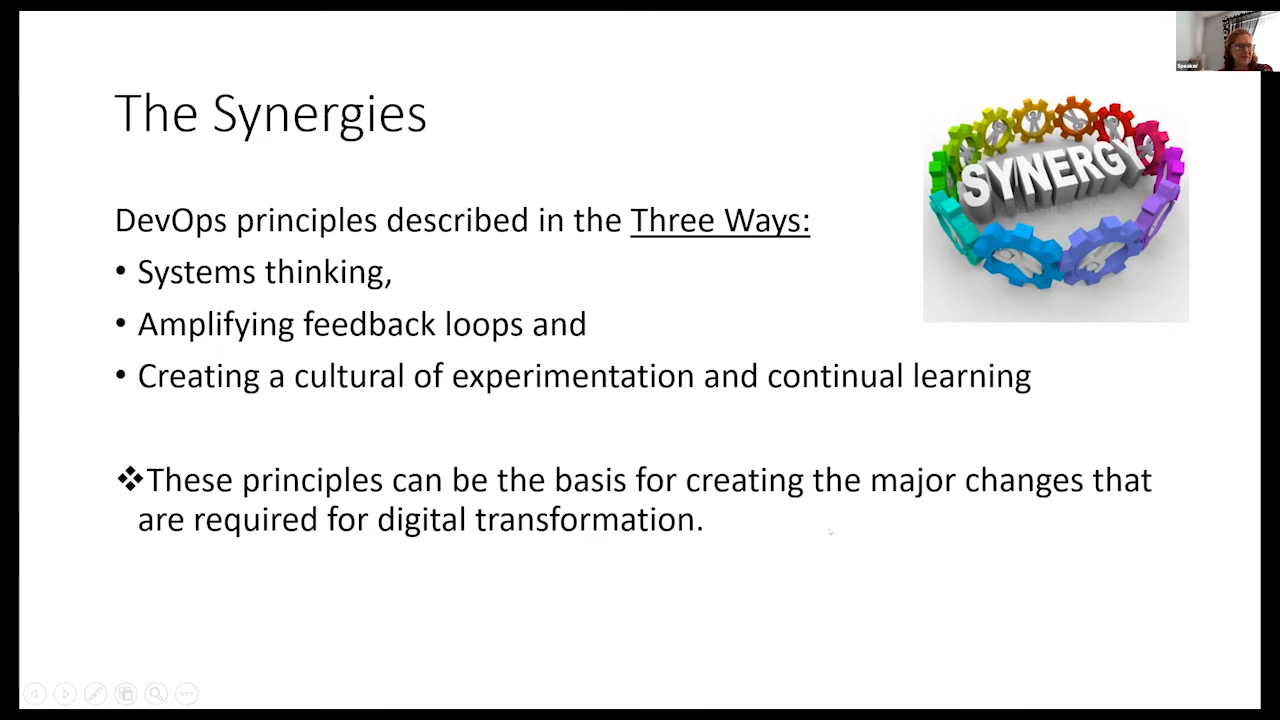 Speaker
The Synergies
SYNERGY
DevOps principles described in the Three Ways:
• Systems thinking,
• Amplifying feedback loops and
• Creating a cultural of experimentation and continual learning
❖These principles can be the basis for creating the major changes that
are required for digital transformation.